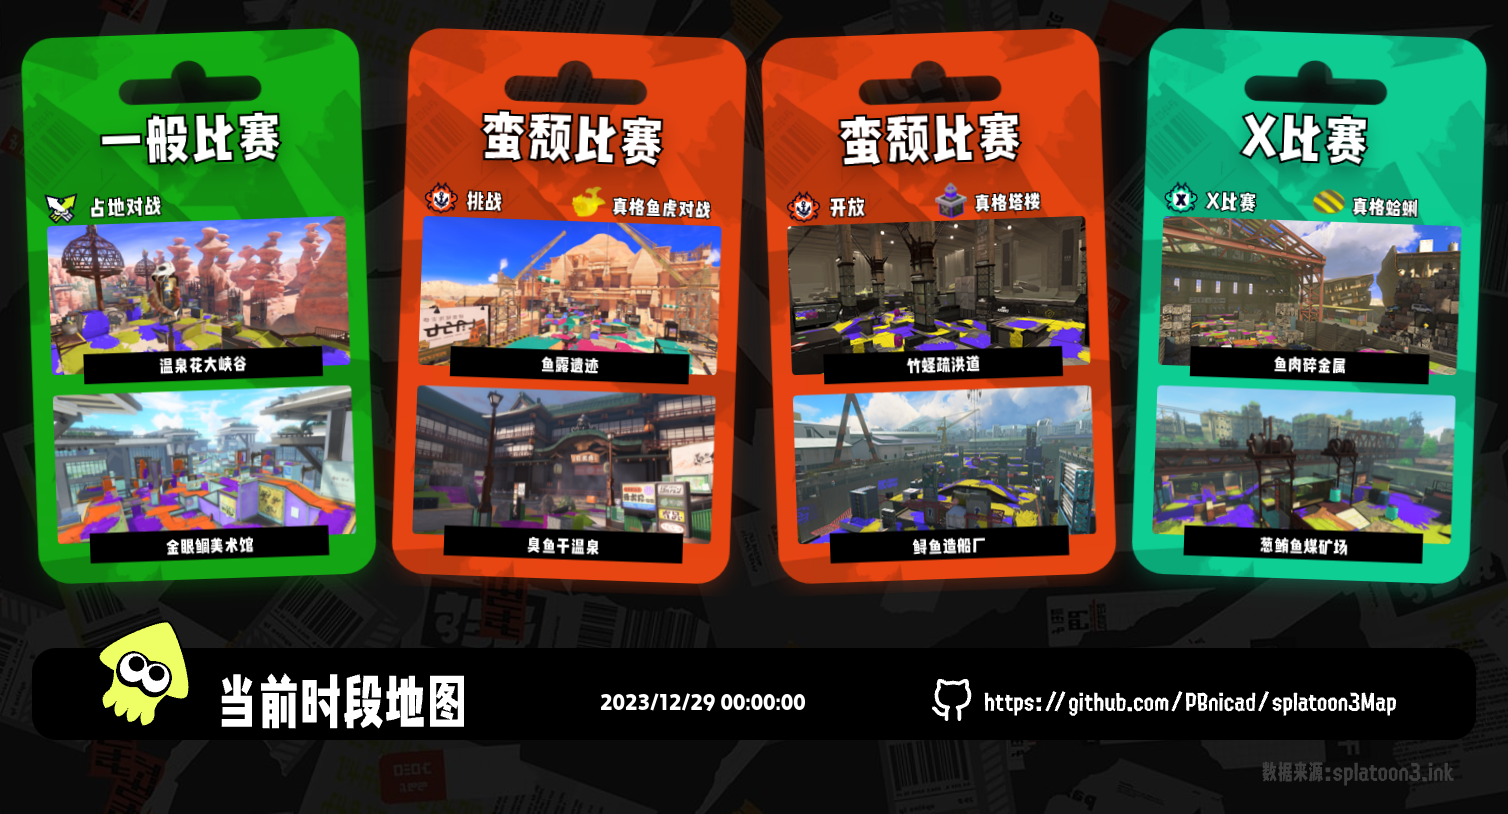 一般比赛
占地对战
温泉花大峡谷
金眼鲷美术馆
蛮颓比赛
挑战
真格鱼虎对战
鱼露遗迹
臭鱼干温泉
蛮颓比赛
开放
真格塔楼
竹蛏疏洪道
鲟鱼造船厂
X比赛
X比赛
真格蛤蜊
鱼肉碎金属
葱鲔鱼煤矿场
当前时段地图
2023/12/29 00:00:00
https://github.com/PBnicad/splatoon3Map
数据来源:splatoon3.ink